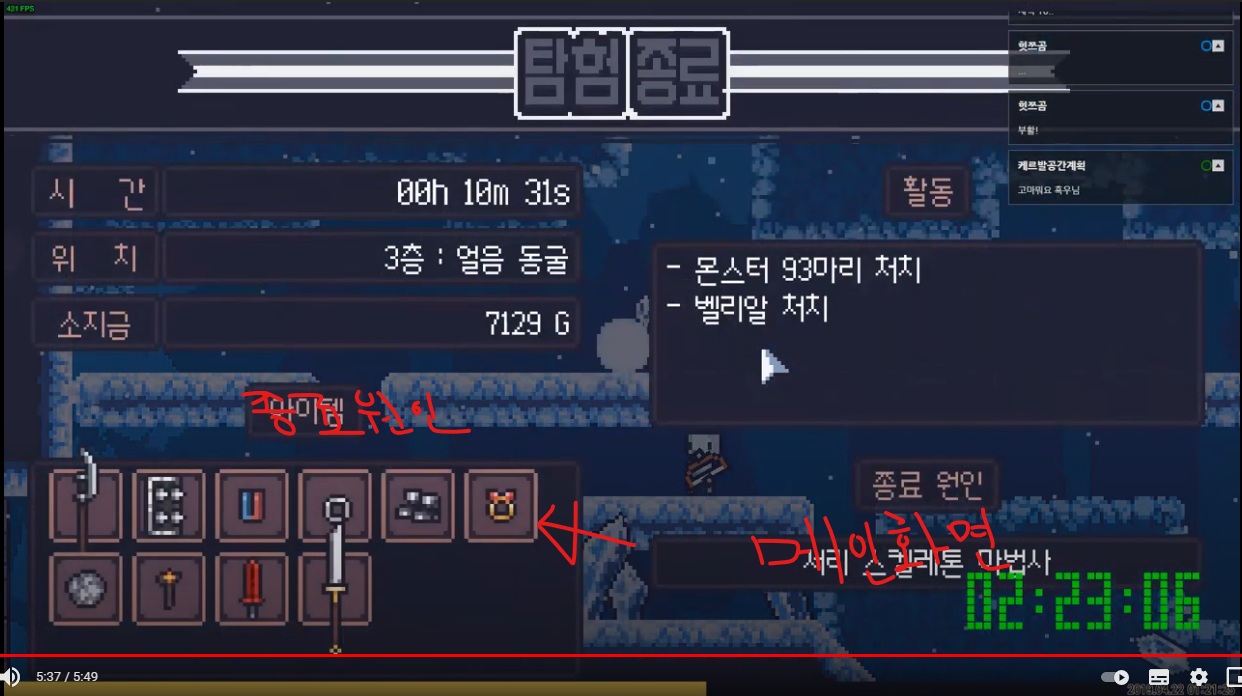 421 FPS
탐험 종료
헛쯔곰
...
헛쯔곰
부활!
케르발공간계획
고마워요 흑우님
시 간
00h 10m 31s
활동
위 치
3층 : 얼음 동굴
- 몬스터 93마리 처치
- 벨리알 처치
소지금
7129 G
아이템
종료 원인
종료 원인
메인화면
서리 스켈레톤 마법사
02:23:06
5:37 / 5:49